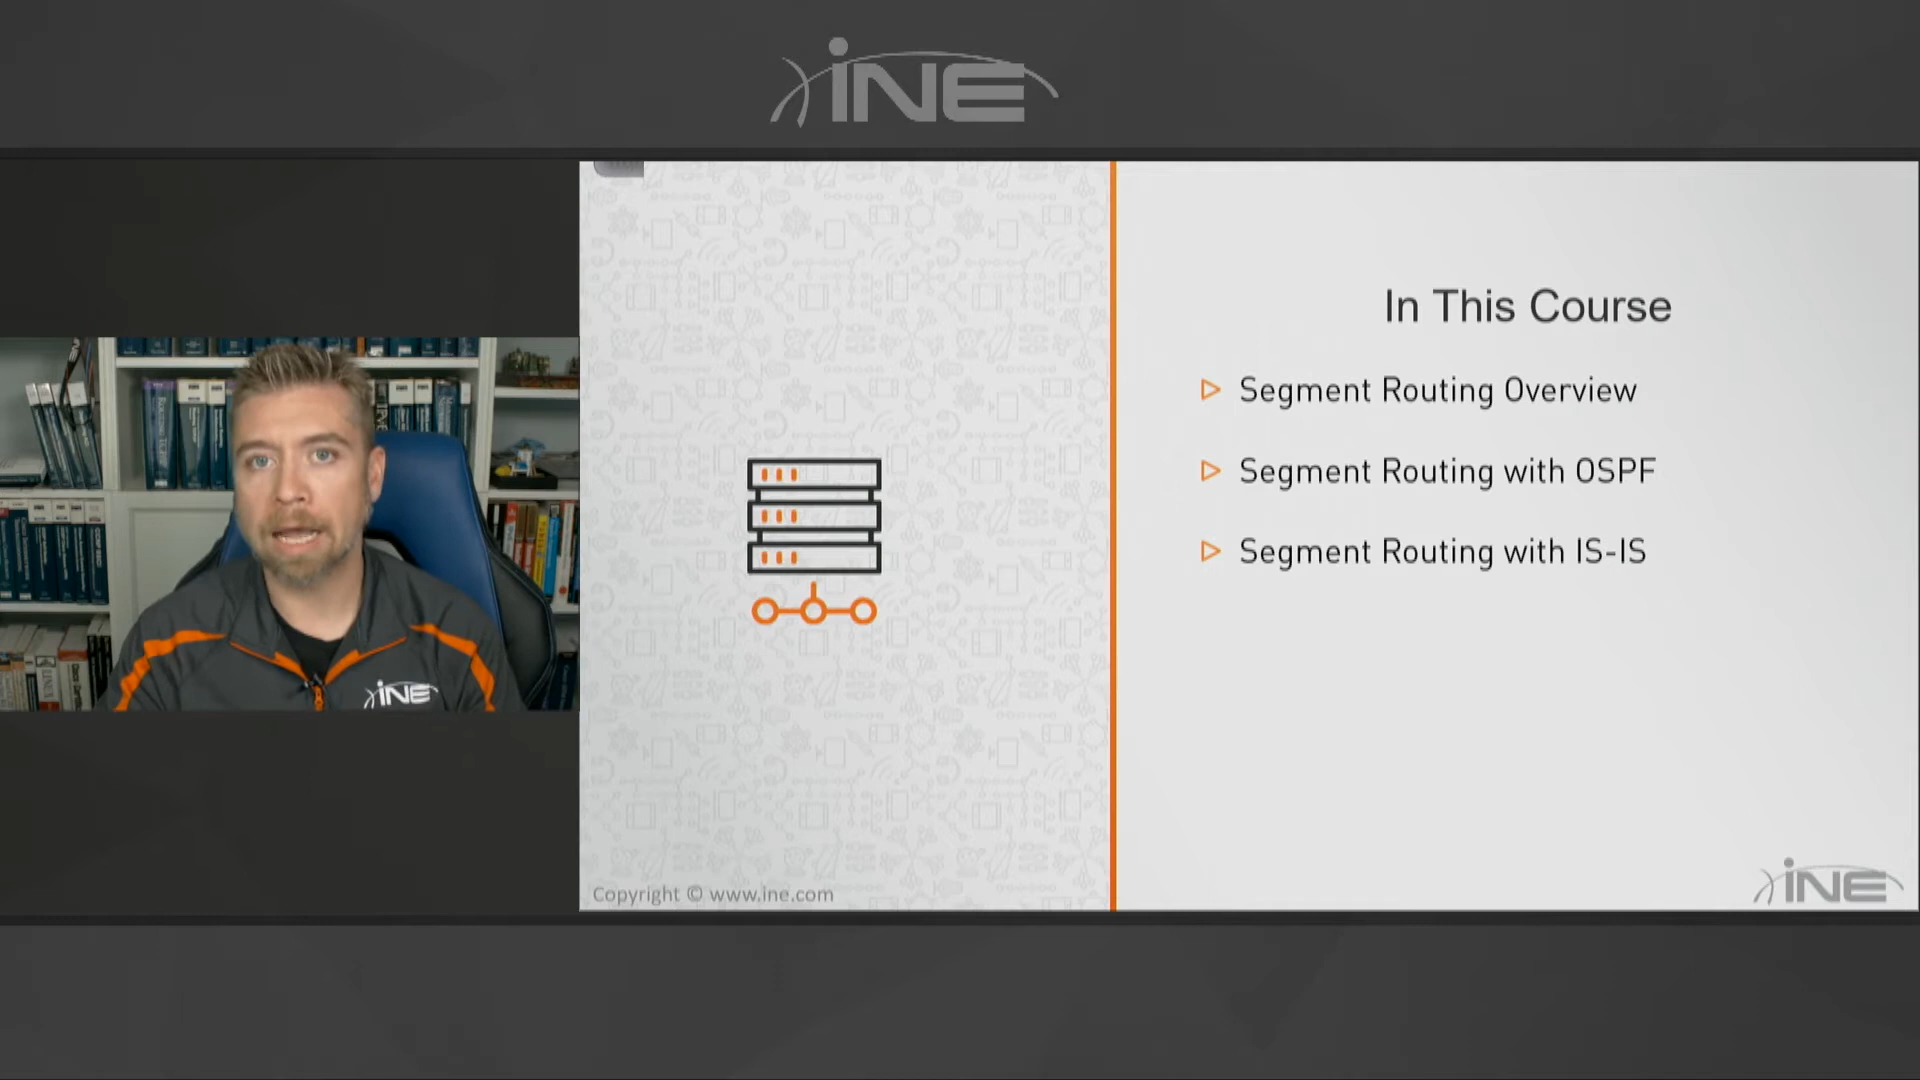 iNE
In This Course
Segment Routing Overview
Segment Routing with OSPF
Segment Routing with IS-IS
iNE
Copyright © www.ine.com
iNE